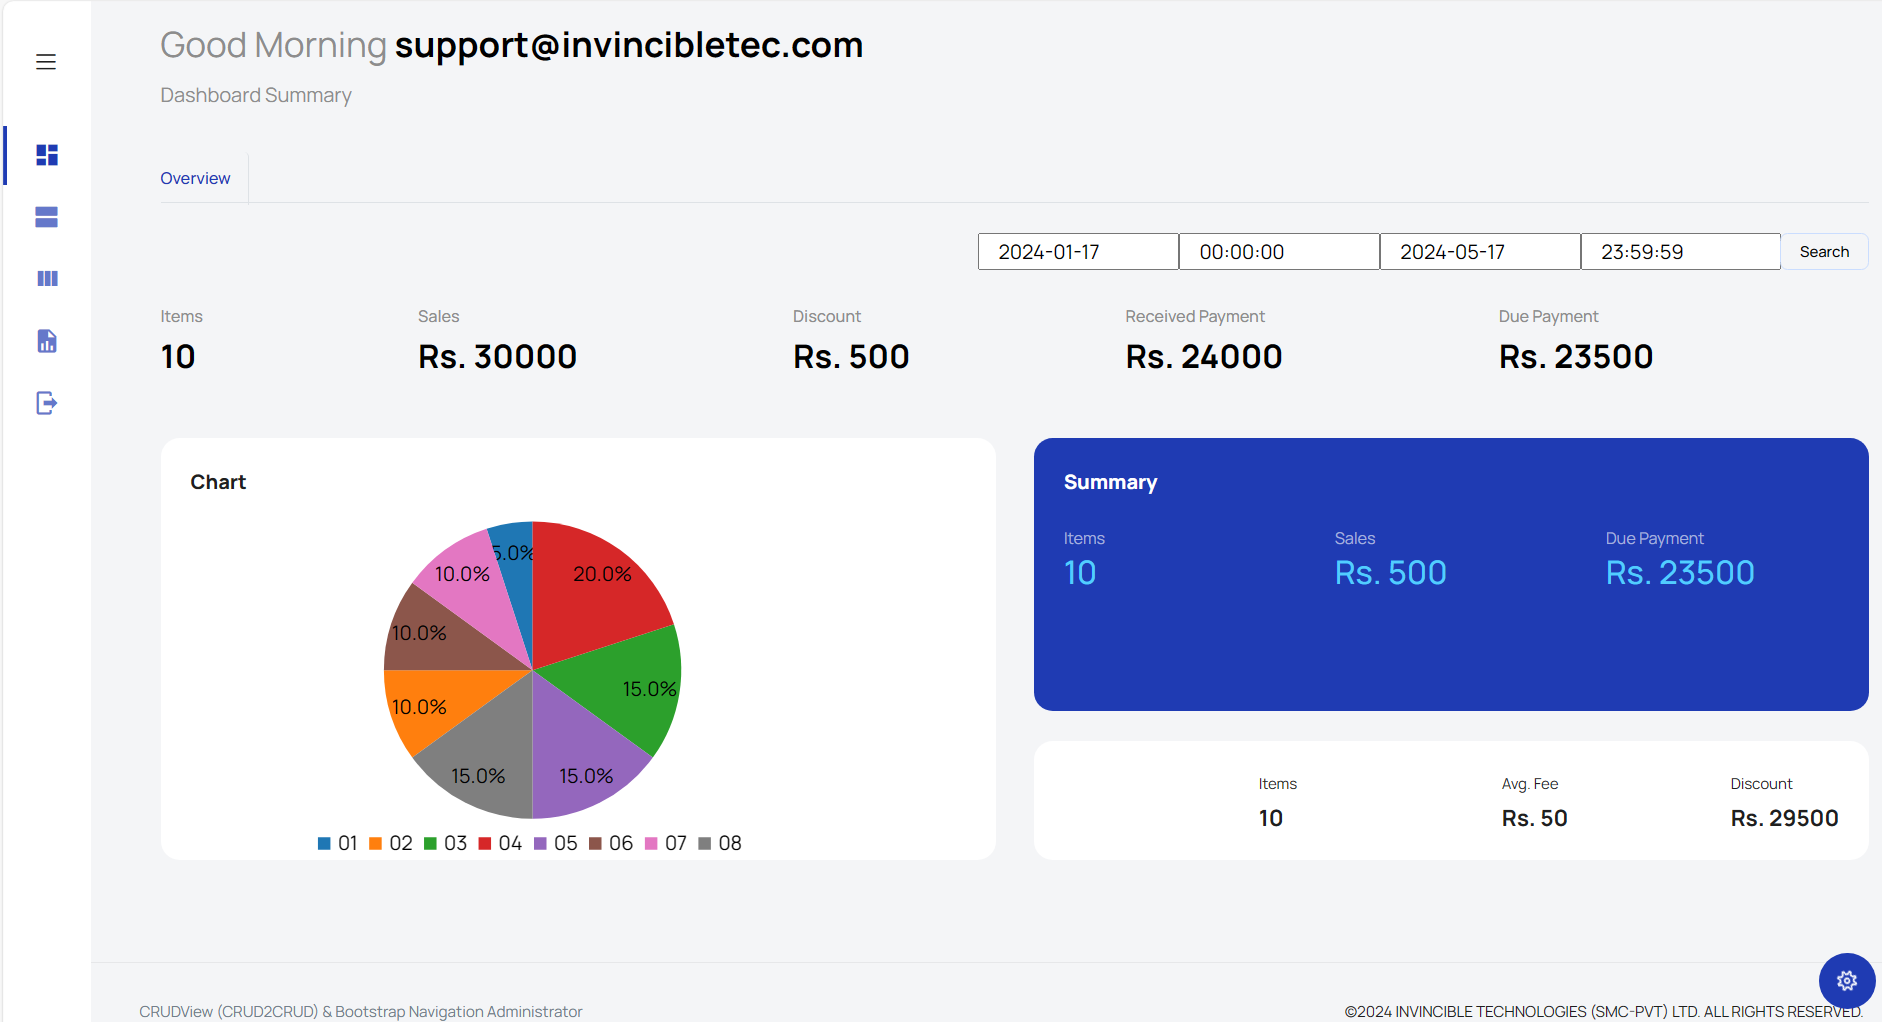 Good Morning support@invincibletec.com
Dashboard Summary
Overview
2024-01-17 00:00:00 2024-05-17 23:59:59 Search
Items Sales Discount Received Payment Due Payment
10 Rs. 30000 Rs. 500 Rs. 24000 Rs. 23500
Chart
5.0%
20.0%
10.0%
10.0%
15.0%
10.0%
15.0% 15.0%
01 02 03 04 05 06 07 08
Summary
Items Sales Due Payment
10 Rs. 500 Rs. 23500
Items Avg. Fee Discount
10 Rs. 50 Rs. 29500
CRUDView (CRUD2CRUD) & Bootstrap Navigation Administrator
©2024 INVINCIBLE TECHNOLOGIES (SMC-PVT) LTD. ALL RIGHTS RESERVED.